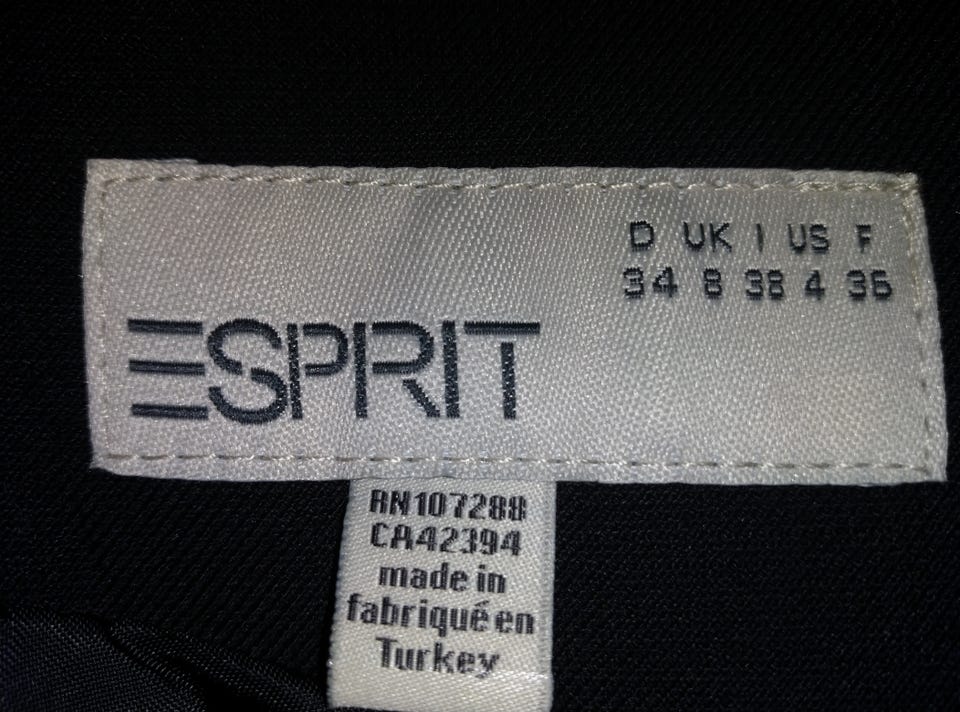 D UK I US F
34 8 38 4 36
ESPRIT
RN107288
CA42394
made in
fabriqué en
Turkey